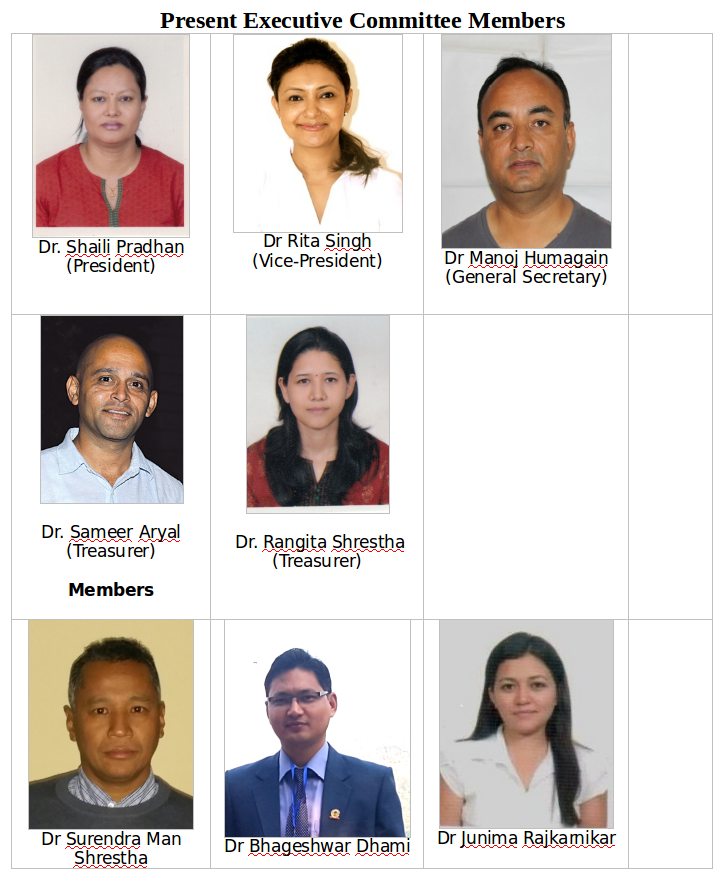 Present Executive Committee Members
Dr. Shaili Pradhan
(President)
Dr Rita Singh
(Vice-President)
Dr Manoj Humagain
(General Secretary)
Dr. Sameer Aryal
(Treasurer)
Dr. Rangita Shrestha
(Treasurer)
Members
Dr Surendra Man
Shrestha
Dr Bhageshwar Dhami
Dr Junima Rajkarnikar